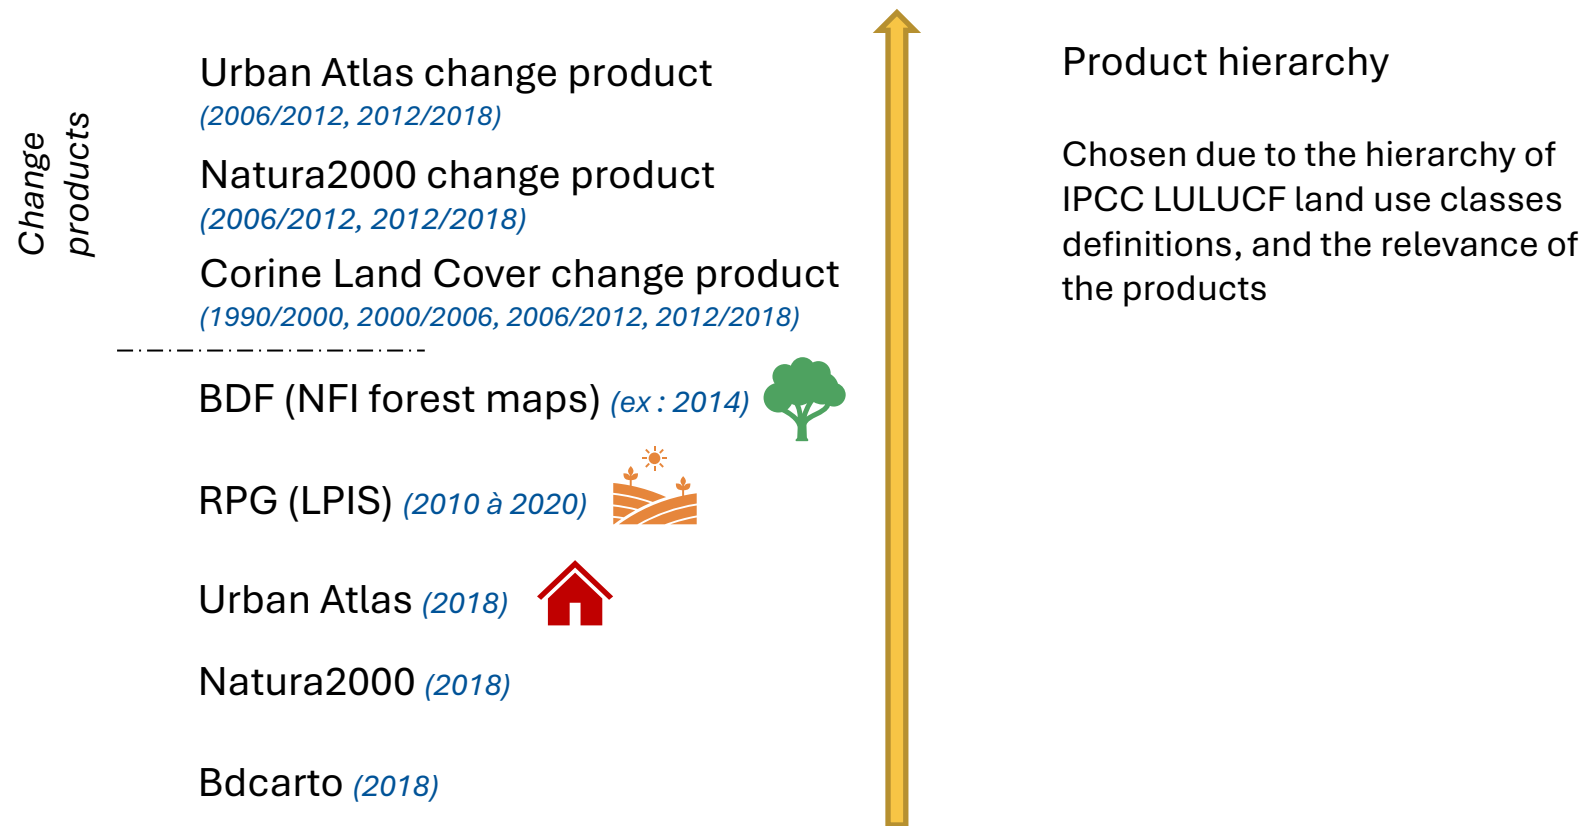 Change
products
Urban Atlas change product
(2006/2012, 2012/2018)
Natura2000 change product
(2006/2012, 2012/2018)
Corine Land Cover change product
(1990/2000, 2000/2006, 2006/2012, 2012/2018)
BDF (NFI forest maps) (ex : 2014)
RPG (LPIS) (2010 à 2020)
Urban Atlas (2018)
Natura2000 (2018)
Bdcarto (2018)
Product hierarchy
Chosen due to the hierarchy of
IPCC LULUCF land use classes
definitions, and the relevance of
the products